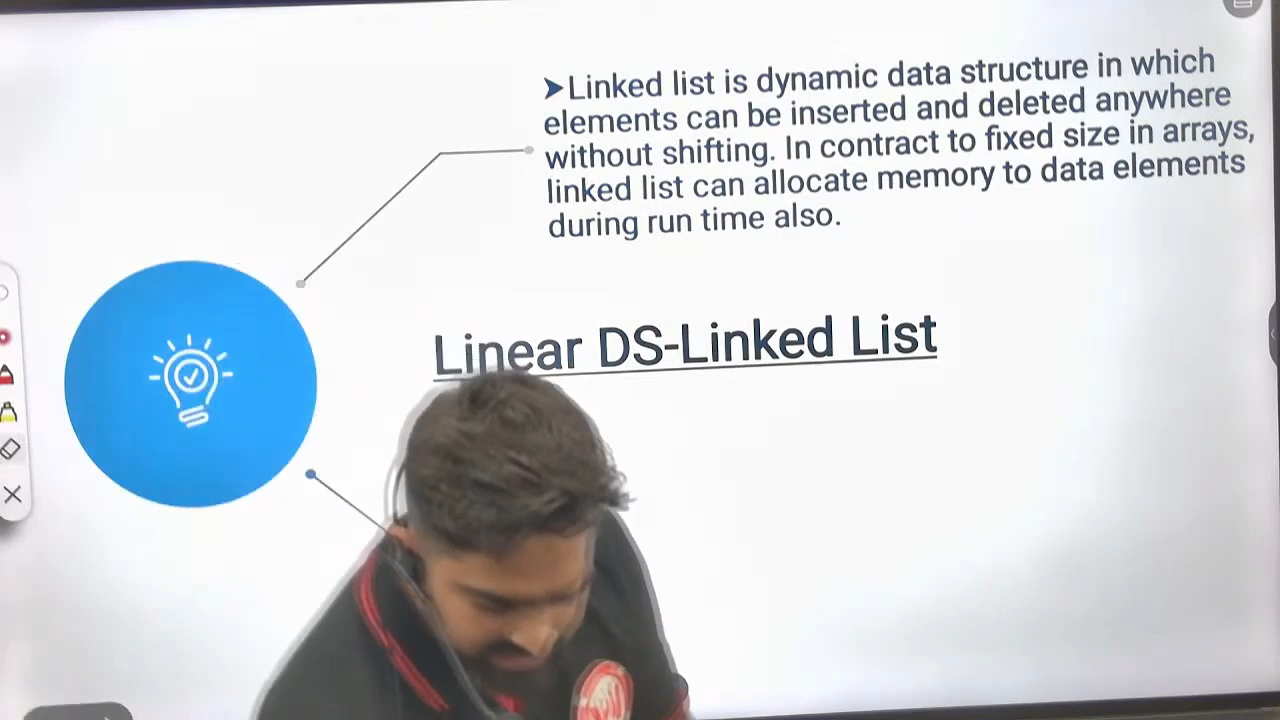 ➤Linked list is dynamic data structure in which
elements can be inserted and deleted anywhere
without shifting. In contract to fixed size in arrays,
linked list can allocate memory to data elements
during run time also.
Linear DS-Linked List